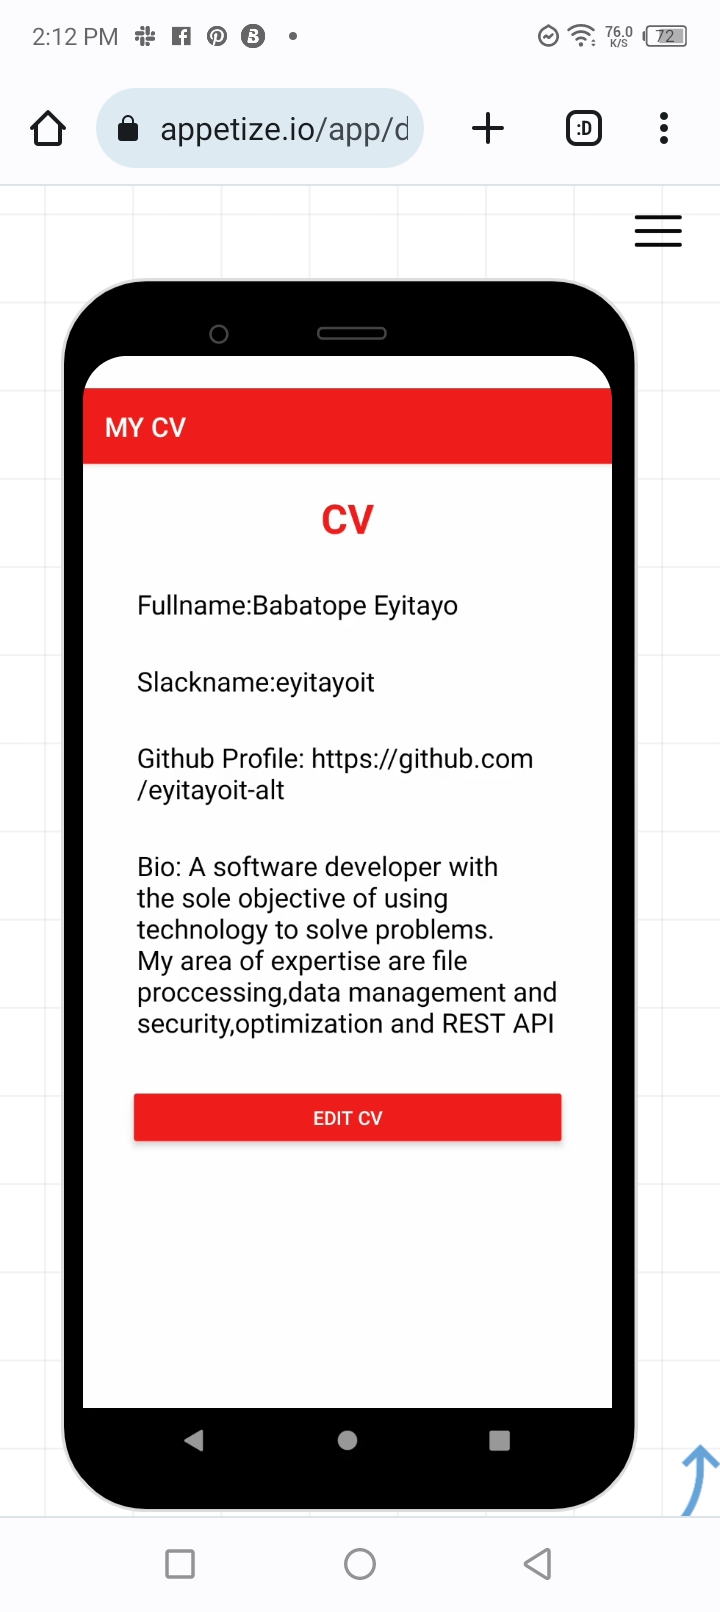 2:12 PM
76.0
K/S
72
appetize.io/app/d
:D
MY CV
CV
Fullname:Babatope Eyitayo
Slackname:eyitayoit
Github Profile: https://github.com
/eyitayoit-alt
Bio: A software developer with
the sole objective of using
technology to solve problems.
My area of expertise are file
proccessing,data management and
security,optimization and REST API
EDIT CV